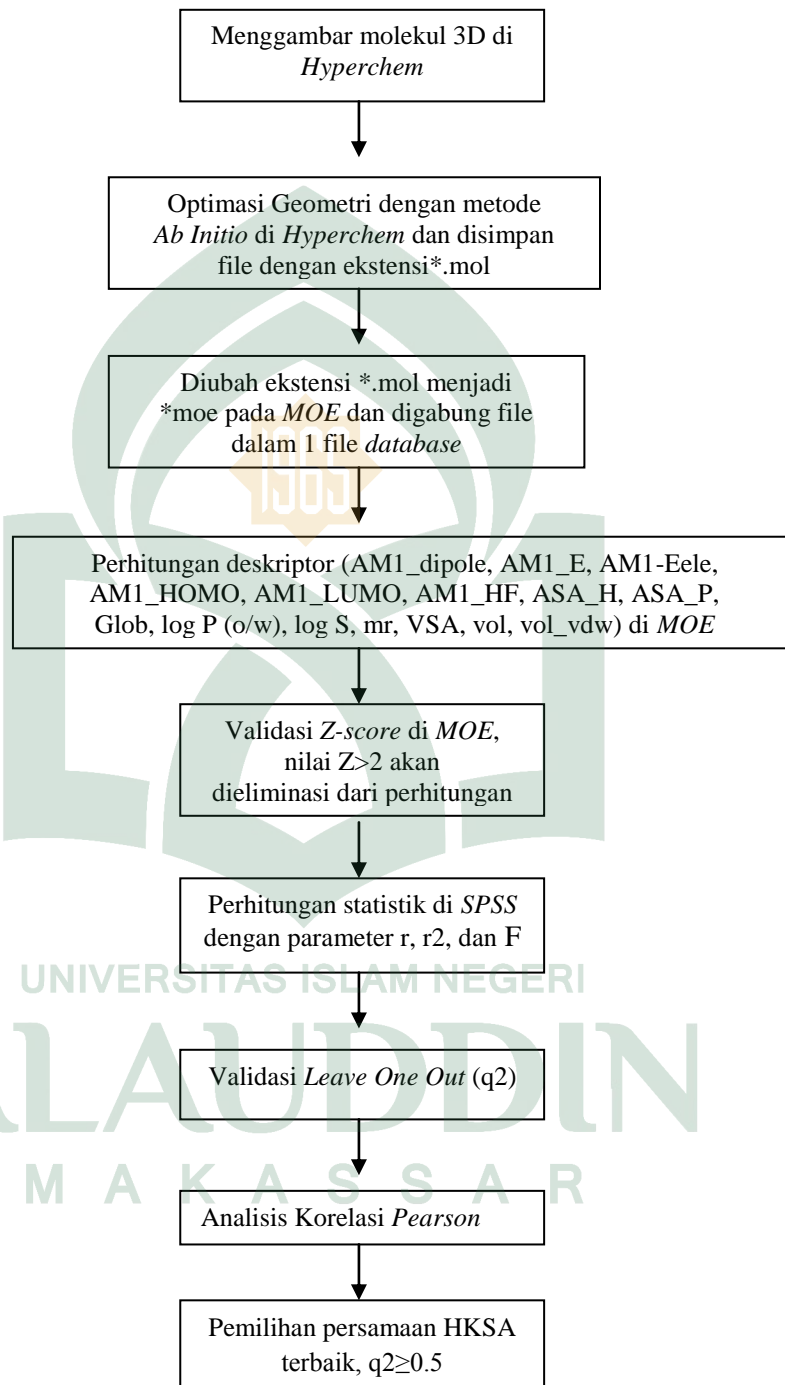 Menggambar molekul 3D di
Hyperchem
Optimasi Geometri dengan metode
Ab Initio di Hyperchem dan disimpan
file dengan ekstensi*.mol
Diubah ekstensi *.mol menjadi
*moe pada MOE dan digabung file
dalam 1 file database
1965
Perhitungan deskriptor (AM1_dipole, AM1_E, AM1-Eele,
AM1_HOMO, AM1_LUMO, AM1_HF, ASA_H, ASA_P,
Glob, log P (o/w), log S, mr, VSA, vol, vol_vdw) di MOE
Validasi Z-score di MOE,
nilai Z>2 akan
dieliminasi dari perhitungan
Perhitungan statistik di SPSS
dengan parameter r, r2, dan F
UNIVERSITAS ISLAM NEGERI
Validasi Leave One Out (q2)
ALAUDDIN
MAKASSAR
Analisis Korelasi Pearson
Pemilihan persamaan HKSA
terbaik, q2≥0.5